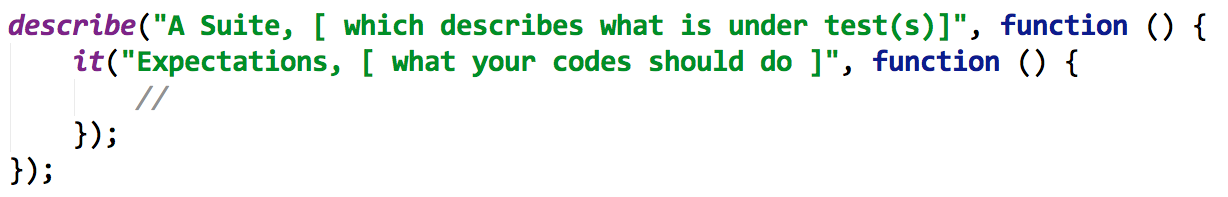 describe("A Suite, [ which describes what is under test(s)]", function () {
it("Expectations, [ what your codes should do ]", function () {
//
});
});